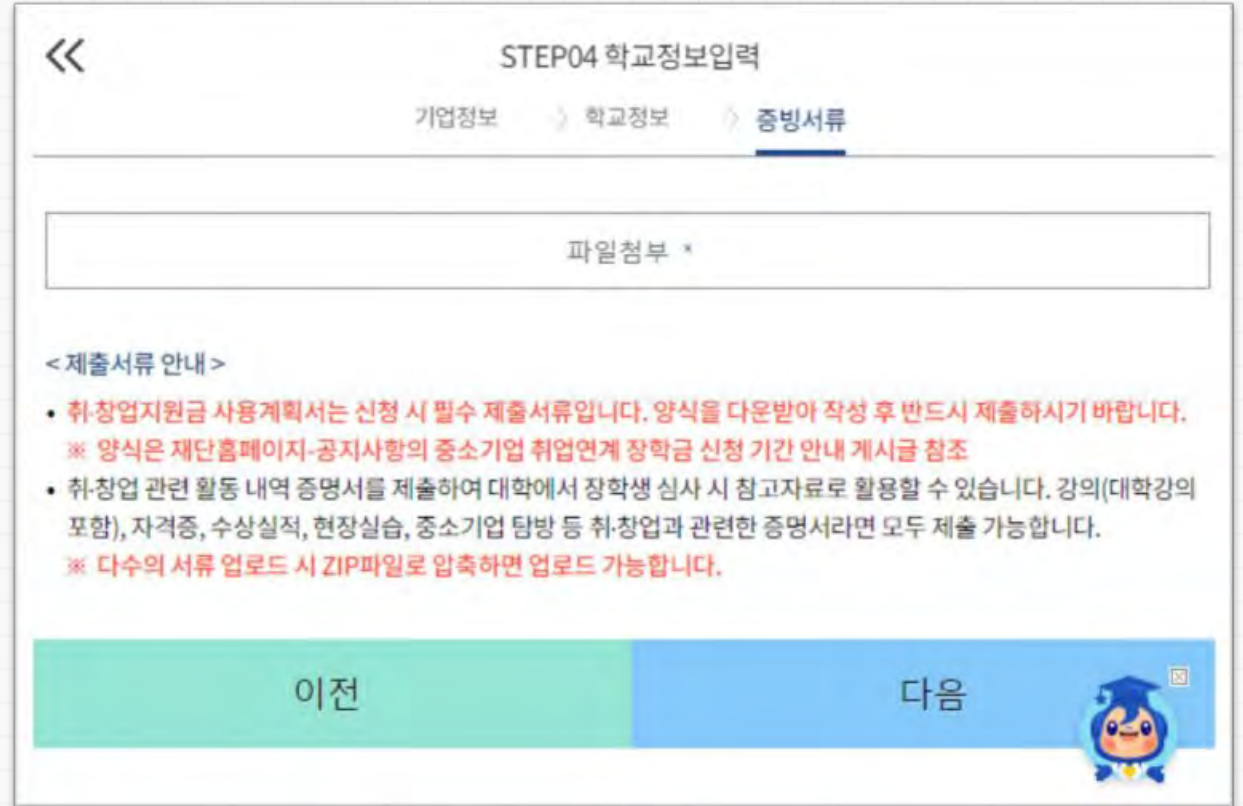 STEP04 학교정보입력
기업정보 > 학교정보 > 증빙서류
파일첨부 *
< 제출서류 안내 >
• 취·창업지원금 사용계획서는 신청 시 필수 제출서류입니다. 양식을 다운받아 작성 후 반드시 제출하시기 바랍니다.
※ 양식은 재단홈페이지-공지사항의 중소기업 취업연계 장학금 신청 기간 안내 게시글 참조
• 취·창업 관련 활동 내역 증명서를 제출하여 대학에서 장학생 심사 시 참고자료로 활용할 수 있습니다. 강의(대학강의
포함), 자격증, 수상실적, 현장실습, 중소기업 탐방 등 취·창업과 관련한 증명서라면 모두 제출 가능합니다.
※ 다수의 서류 업로드 시 ZIP파일로 압축하면 업로드 가능합니다.
이전 다음